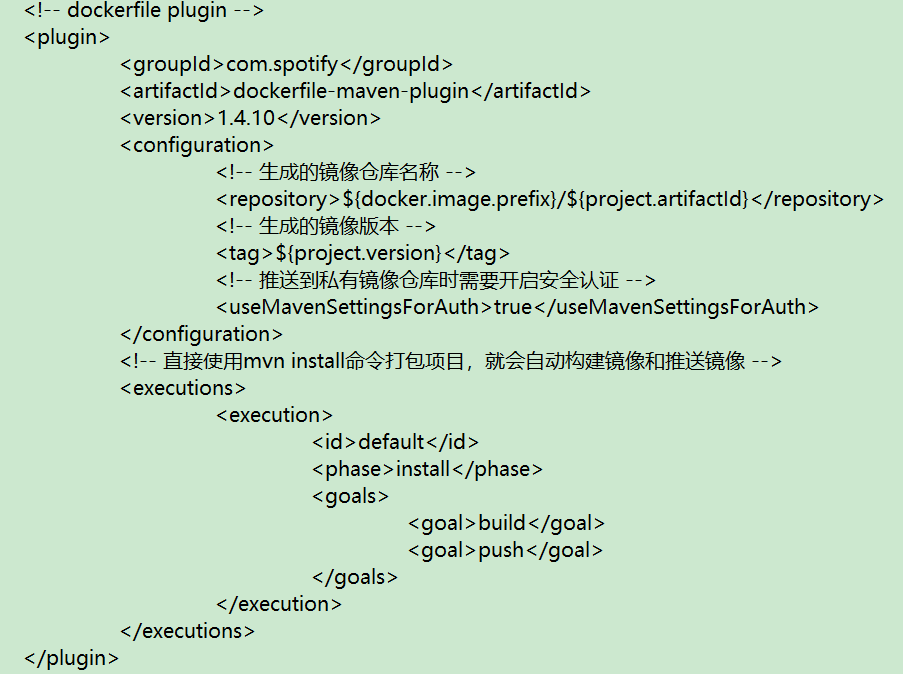 <!-- dockerfile plugin -->
<plugin>
<groupId>com.spotify</groupId>
<artifactId>dockerfile-maven-plugin</artifactId>
<version>1.4.10</version>
<configuration>
<!-- 生成的镜像仓库名称 -->
<repository>${docker.image.prefix}/${project.artifactId}</repository>
<!-- 生成的镜像版本 -->
<tag>${project.version}</tag>
<!-- 推送到私有镜像仓库时需要开启安全认证 -->
<useMavenSettingsForAuth>true</useMavenSettingsForAuth>
</configuration>
<!-- 直接使用mvn install命令打包项目，就会自动构建镜像和推送镜像 -->
<executions>
<execution>
<id>default</id>
<phase>install</phase>
<goals>
<goal>build</goal>
<goal>push</goal>
</goals>
</execution>
</executions>
</plugin>